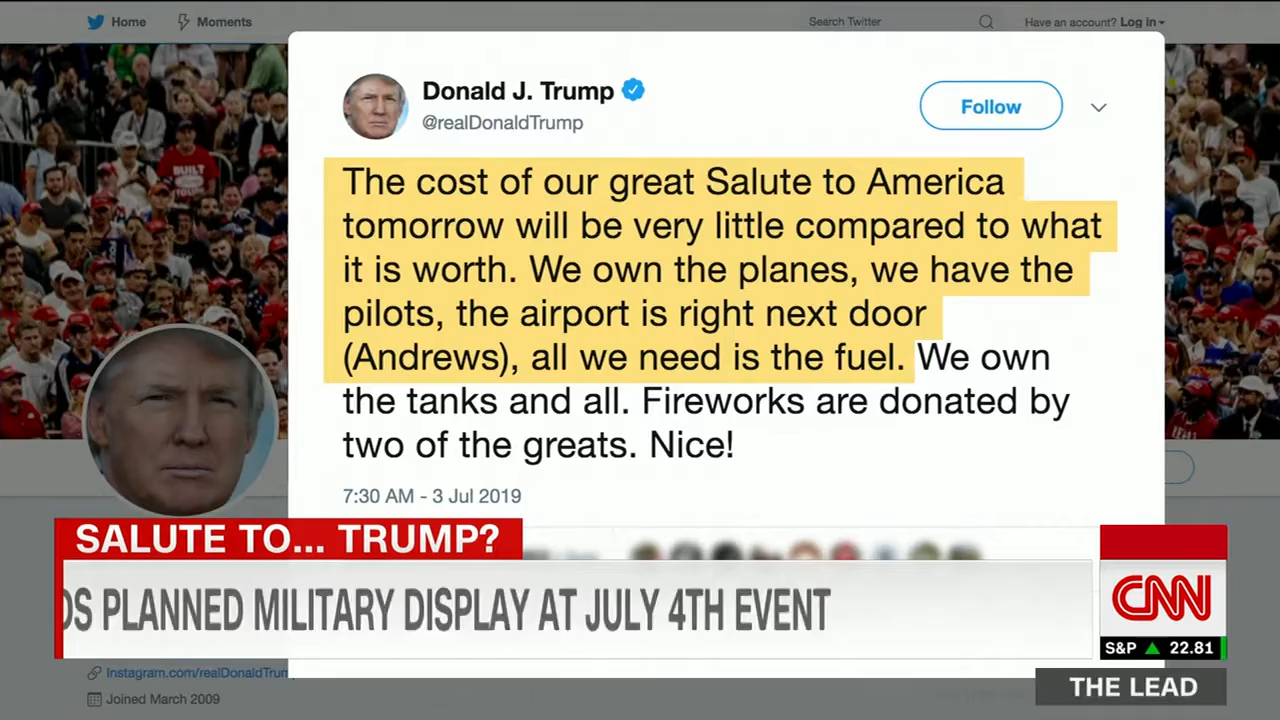 Home Moments Search Twitter Have an account? Log in
Donald J. Trump
@realDonaldTrump
Follow
The cost of our great Salute to America
tomorrow will be very little compared to what
it is worth. We own the planes, we have the
pilots, the airport is right next door
(Andrews), all we need is the fuel. We own
the tanks and all. Fireworks are donated by
two of the greats. Nice!
7:30 AM - 3 Jul 2019
SALUTE TO... TRUMP?
PLANNED MILITARY DISPLAY AT JULY 4TH EVENT
CNN
S&P ▲ 22.81
Instagram.com/realDonaldTrum
Joined March 2009
THE LEAD
BUILT